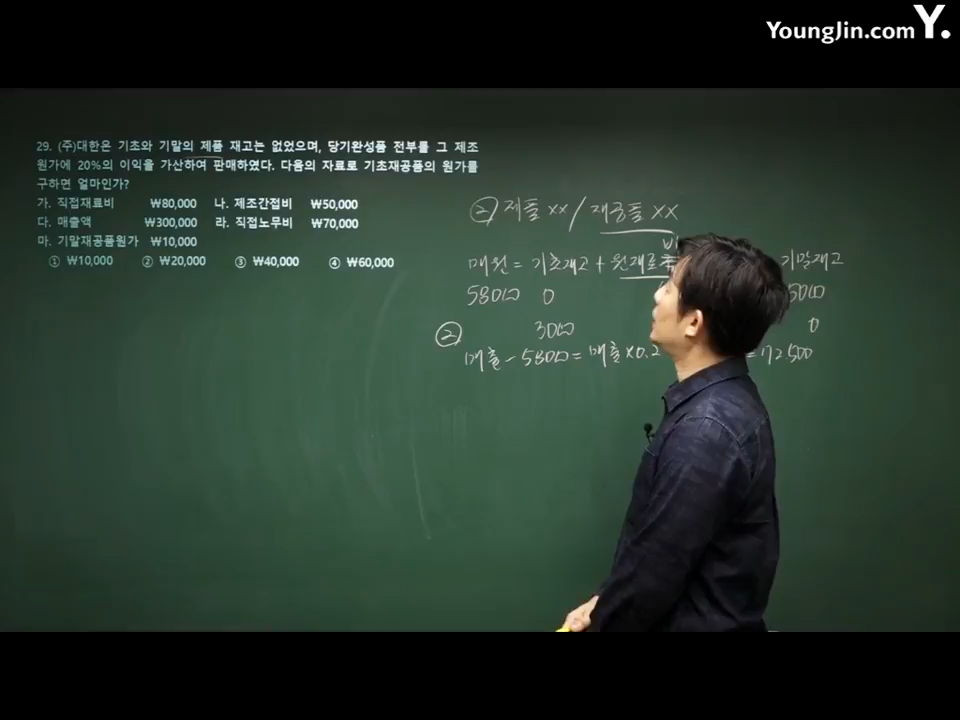 YoungJin.com Y.
29. (주)대한은 기초와 기말의 제품 재고는 없었으며, 당기완성품 전부를 그 제조
원가에 20%의 이익을 가산하여 판매하였다. 다음의 자료로 기초재공품의 원가를
구하면 얼마인가?
가. 직접재료비 ₩80,000 나. 제조간접비 ₩50,000
다. 매출액 ₩300,000 라. 직접노무비 ₩70,000
마. 기말재공품원가 ₩10,000
① ₩10,000 ② ₩20,000 ③ ₩40,000 ④ ₩60,000
② 제품 xx / 재공품 xx
비
매원 = 기초재고 + 원재료 기말재고
580 0
② 300 0
매출 - 580 = 매출 x 0.2 = 72500